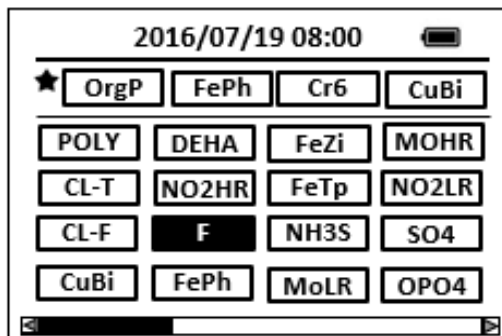 2016/07/19 08:00
OrgP FePh Cr6 CuBi
POLY DEHA FeZi MOHR
CL-T NO2HR FeTp NO2LR
CL-F F NH3S SO4
CuBi FePh MoLR OPO4